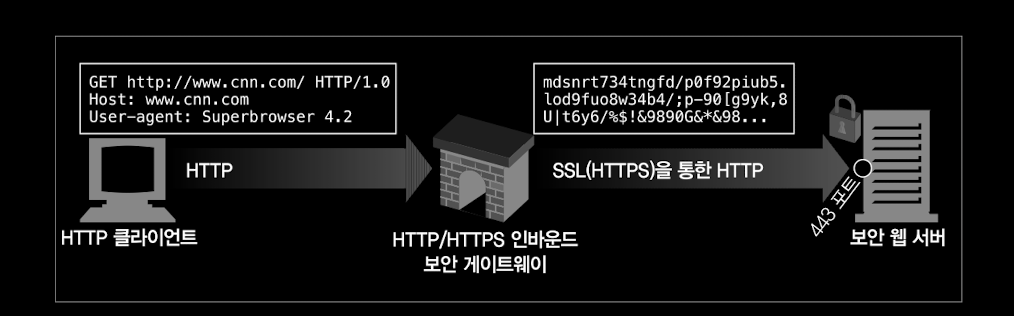 GET http://www.cnn.com/ HTTP/1.0
Host: www.cnn.com
User-agent: Superbrowser 4.2
mdsnrt734tngfd/p0f92piub5.
lod9fuo8w34b4/;p-90[g9yk,8
U|t6y6/%$!&9890G&*&98...
HTTP
SSL(HTTPS)을 통한 HTTP
443 포트
HTTP 클라이언트
HTTP/HTTPS 인바운드
보안 게이트웨이
보안 웹 서버